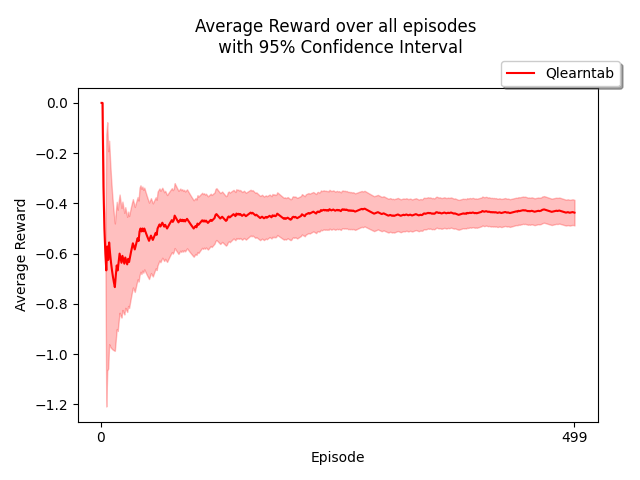 Average Reward over all episodes
with 95% Confidence Interval
Qlearntab
0.0
−0.2
−0.4
−0.6
−0.8
−1.0
−1.2
Average Reward
0
499
Episode